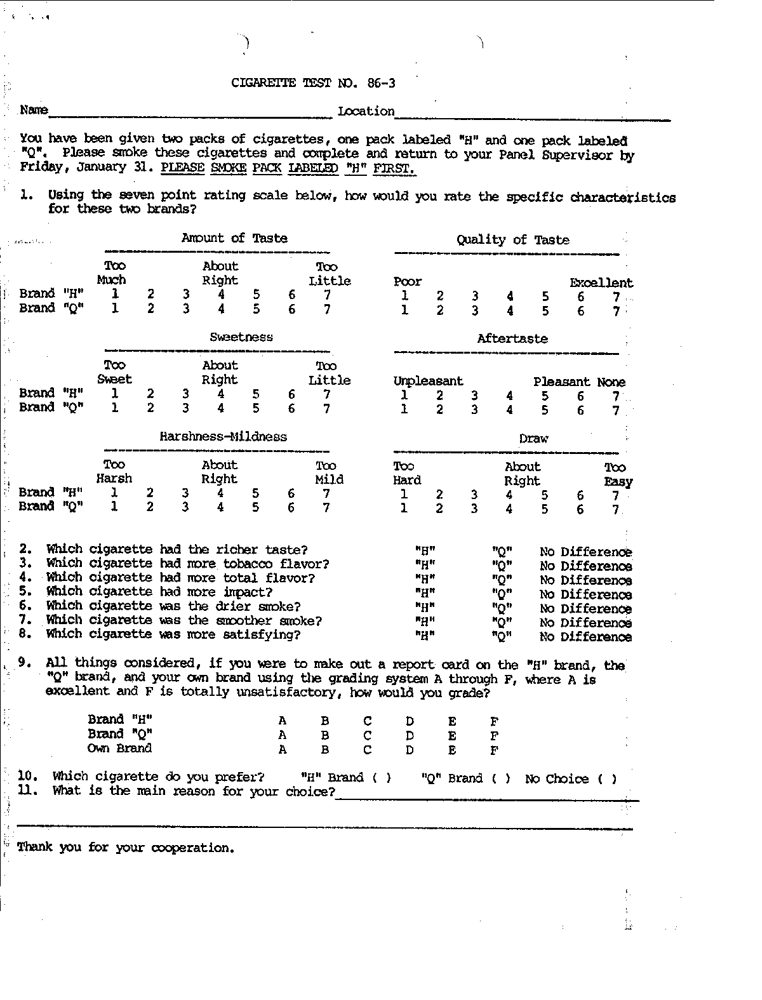 CIGARETTE TEST NO. 86-3
Name Location
You have been given two packs of cigarettes, one pack labeled "H" and one pack labeled
"Q". Please smoke these cigarettes and complete and return to your Panel Supervisor by
Friday, January 31. PLEASE SMOKE PACK LABELED "H" FIRST.
1. Using the seven point rating scale below, how would you rate the specific characteristics
for these two brands?
Amount of Taste Quality of Taste
Too About Too
Much Right Little Poor Excellent
Brand "H" 1 2 3 4 5 6 7 1 2 3 4 5 6 7
Brand "Q" 1 2 3 4 5 6 7 1 2 3 4 5 6 7
Sweetness Aftertaste
Too About Too
Sweet Right Little Unpleasant Pleasant None
Brand "H" 1 2 3 4 5 6 7 1 2 3 4 5 6 7
Brand "Q" 1 2 3 4 5 6 7 1 2 3 4 5 6 7
Harshness-Mildness Draw
Too About Too Too About Too
Harsh Right Mild Hard Right Easy
Brand "H" 1 2 3 4 5 6 7 1 2 3 4 5 6 7
Brand "Q" 1 2 3 4 5 6 7 1 2 3 4 5 6 7
2. Which cigarette had the richer taste? "H" "Q" No Difference
3. Which cigarette had more tobacco flavor? "H" "Q" No Difference
4. Which cigarette had more total flavor? "H" "Q" No Difference
5. Which cigarette had more impact? "H" "Q" No Difference
6. Which cigarette was the drier smoke? "H" "Q" No Difference
7. Which cigarette was the smoother smoke? "H" "Q" No Difference
8. Which cigarette was more satisfying? "H" "Q" No Difference
9. All things considered, if you were to make out a report card on the "H" brand, the
"Q" brand, and your own brand using the grading system A through F, where A is
excellent and F is totally unsatisfactory, how would you grade?
Brand "H" A B C D E F
Brand "Q" A B C D E F
Own Brand A B C D E F
10. Which cigarette do you prefer? "H" Brand ( ) "Q" Brand ( ) No Choice ( )
11. What is the main reason for your choice?
Thank you for your cooperation.